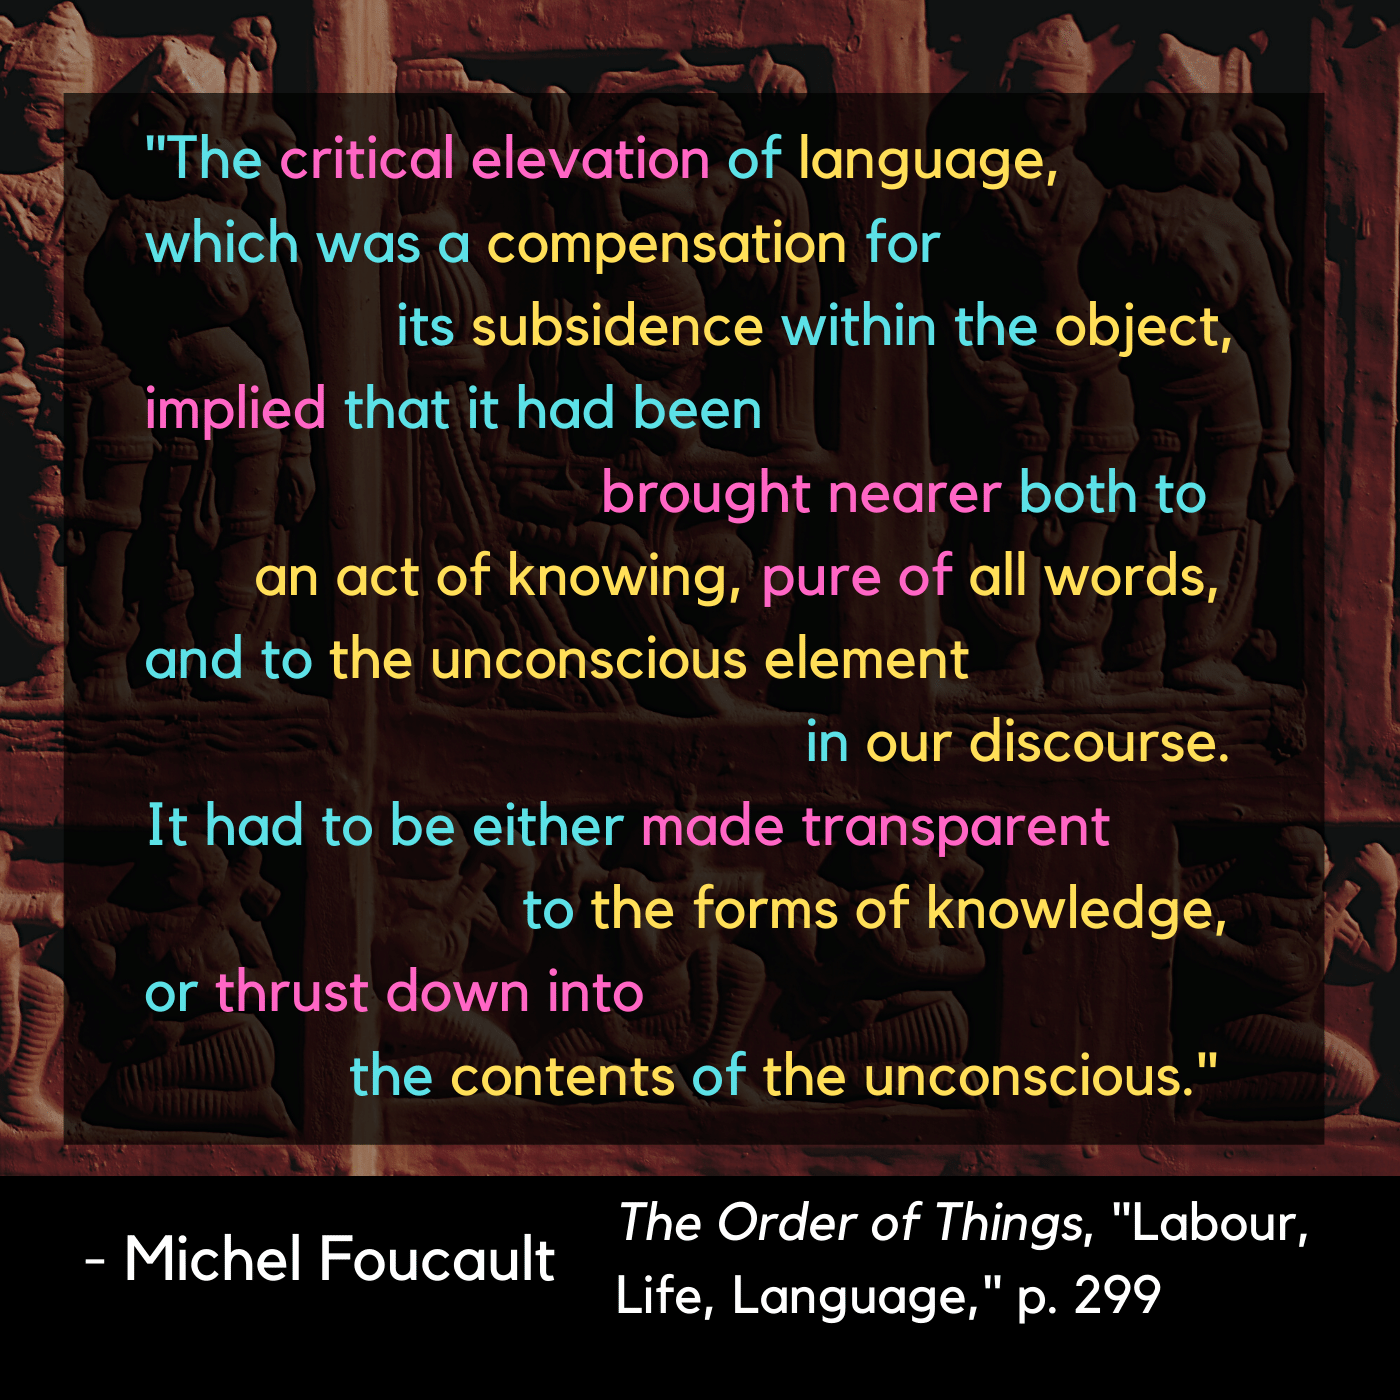 "The critical elevation of language,
which was a compensation for
its subsidence within the object,
implied that it had been
brought nearer both to
an act of knowing, pure of all words,
and to the unconscious element
in our discourse.
It had to be either made transparent
to the forms of knowledge,
or thrust down into
the contents of the unconscious."
- Michel Foucault
The Order of Things, "Labour,
Life, Language," p. 299